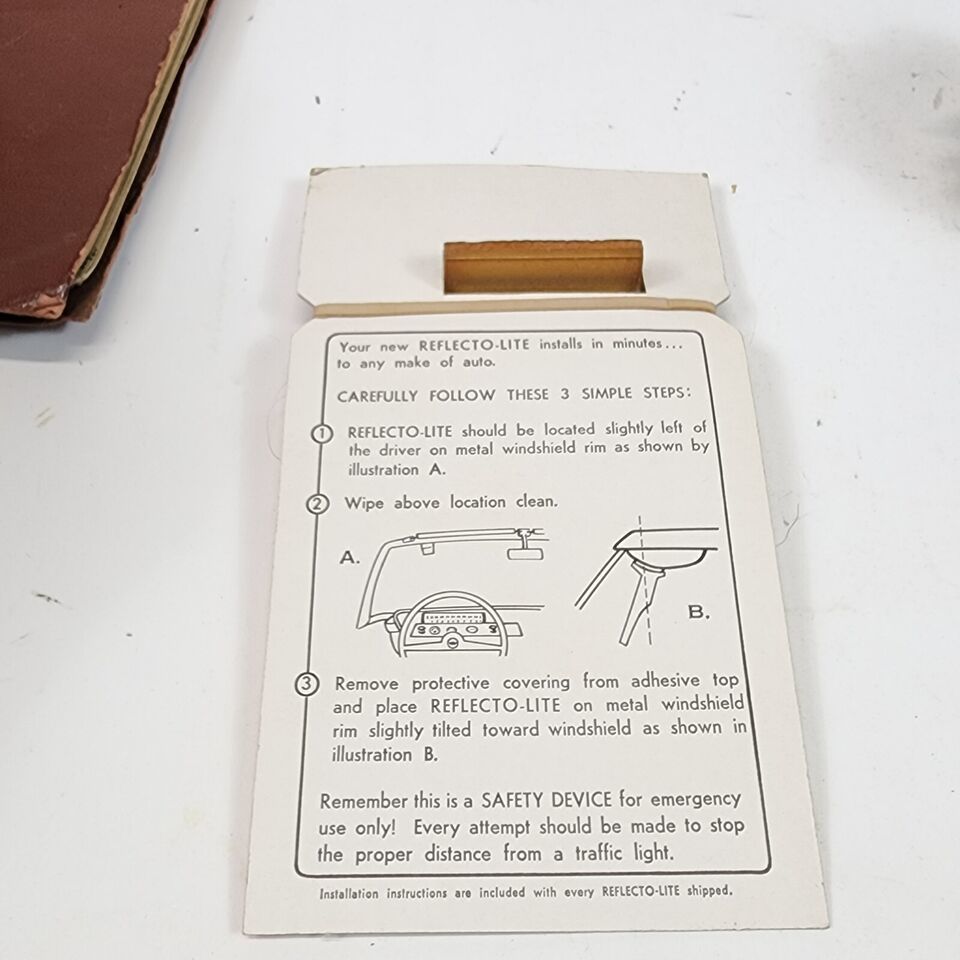 Your new REFLECTO-LITE installs in minutes...
to any make of auto.
CAREFULLY FOLLOW THESE 3 SIMPLE STEPS:
1 REFLECTO-LITE should be located slightly left of
the driver on metal windshield rim as shown by
illustration A.
2 Wipe above location clean.
A.
B.
3 Remove protective covering from adhesive top
and place REFLECTO-LITE on metal windshield
rim slightly tilted toward windshield as shown in
illustration B.
Remember this is a SAFETY DEVICE for emergency
use only! Every attempt should be made to stop
the proper distance from a traffic light.
Installation instructions are included with every REFLECTO-LITE shipped.